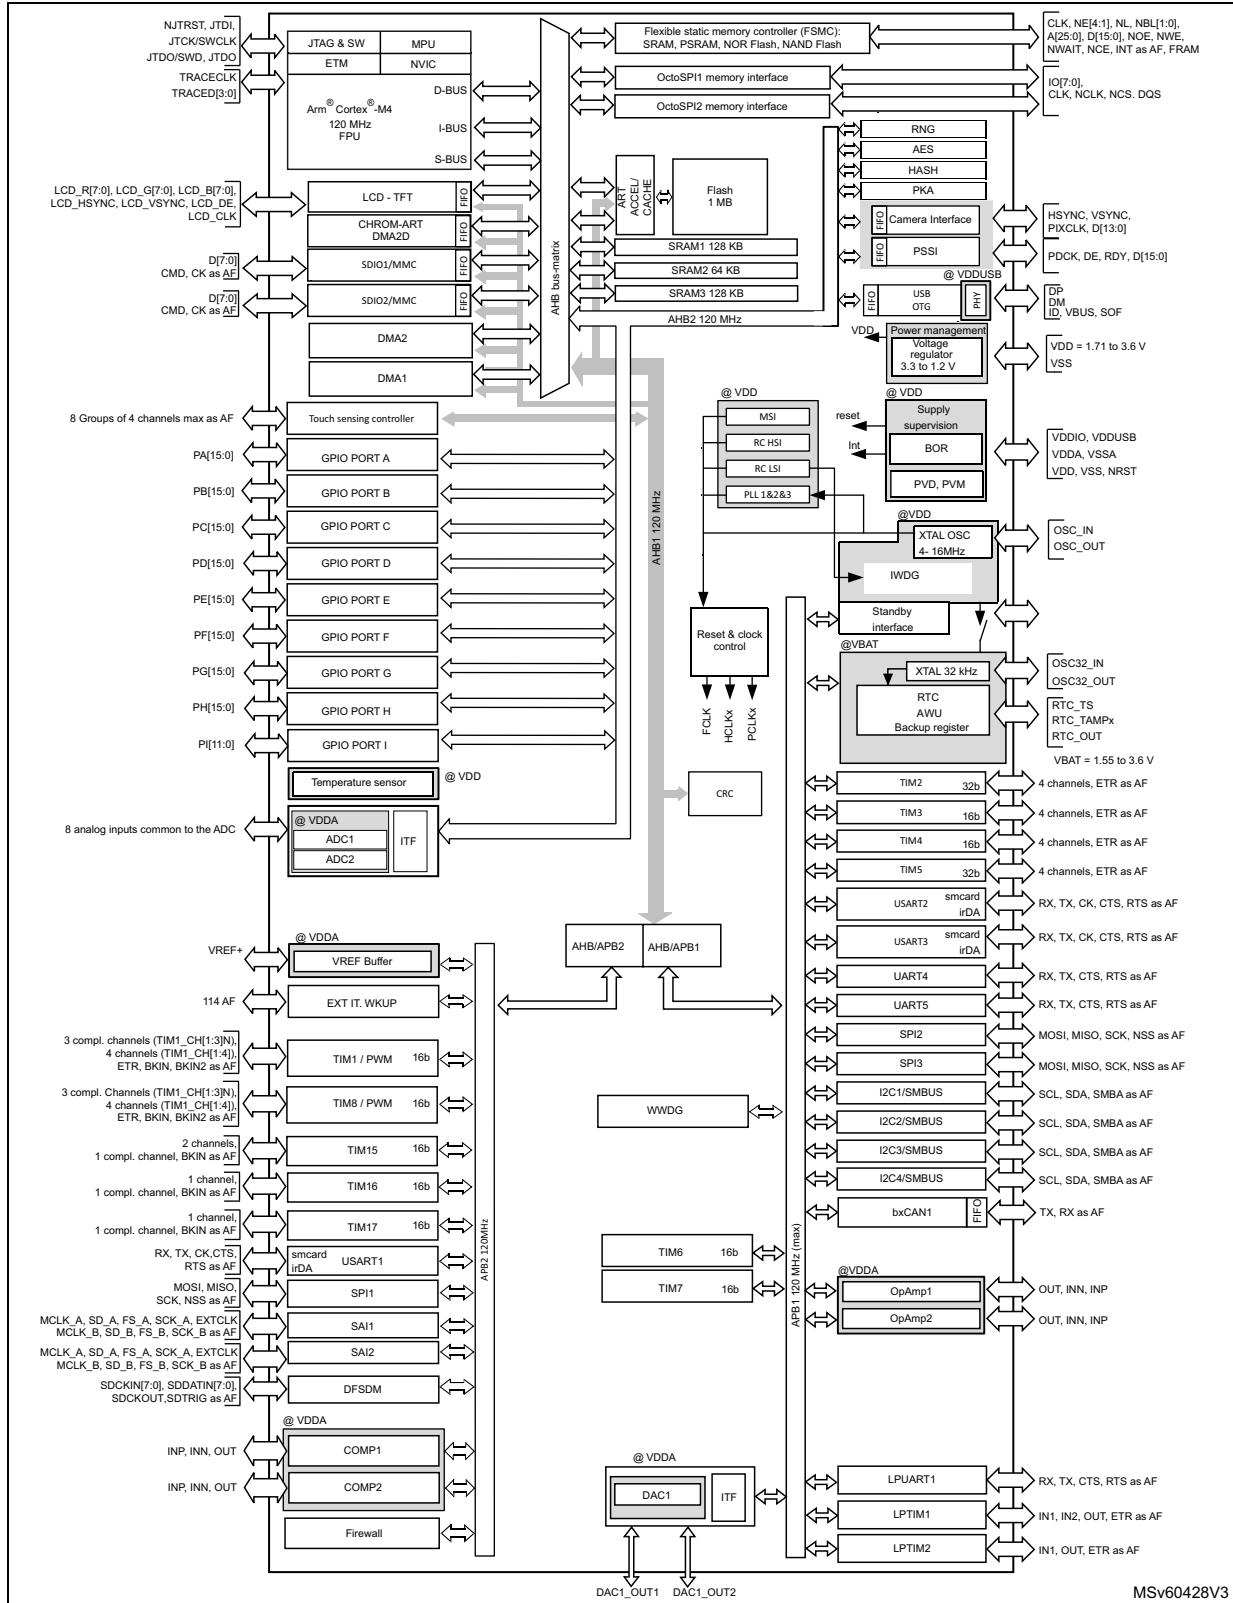 NJTRST, JTDI,
JTCK/SWCLK
JTDO/SWD, JTDO
TRACECLK
TRACED[3:0]
JTAG & SW
MPU
ETM
NVIC
Arm® Cortex®-M4
120 MHz
FPU
D-BUS
I-BUS
S-BUS
AHB bus-matrix
Flexible static memory controller (FSMC):
SRAM, PSRAM, NOR Flash, NAND Flash
CLK, NE[4:1], NL, NBL[1:0],
A[25:0], D[15:0], NOE, NWE,
NWAIT, NCE, INT as AF, FRAM
OctoSPI1 memory interface
OctoSPI2 memory interface
IO[7:0],
CLK, NCLK, NCS. DQS
RNG
AES
HASH
PKA
FIFO
Camera Interface
HSYNC, VSYNC,
PIXCLK, D[13:0]
FIFO
PSSI
PDCK, DE, RDY, D[15:0]
@ VDDUSB
FIFO
USB
OTG
PHY
DP
DM
ID, VBUS, SOF
ART
ACCEL/
CACHE
Flash
1 MB
SRAM1 128 KB
SRAM2 64 KB
SRAM3 128 KB
AHB2 120 MHz
LCD_R[7:0], LCD_G[7:0], LCD_B[7:0],
LCD_HSYNC, LCD_VSYNC, LCD_DE,
LCD_CLK
LCD - TFT
FIFO
CHROM-ART
DMA2D
FIFO
D[7:0]
CMD, CK as AF
SDIO1/MMC
FIFO
D[7:0]
CMD, CK as AF
SDIO2/MMC
FIFO
DMA2
DMA1
VDD
Power management
Voltage
regulator
3.3 to 1.2 V
VDD = 1.71 to 3.6 V
VSS
@ VDD
Supply
supervision
reset
Int
BOR
PVD, PVM
VDDIO, VDDUSB
VDDA, VSSA
VDD, VSS, NRST
@ VDD
MSI
RC HSI
RC LSI
PLL 1&2&3
8 Groups of 4 channels max as AF
Touch sensing controller
PA[15:0]
GPIO PORT A
PB[15:0]
GPIO PORT B
PC[15:0]
GPIO PORT C
PD[15:0]
GPIO PORT D
PE[15:0]
GPIO PORT E
PF[15:0]
GPIO PORT F
PG[15:0]
GPIO PORT G
PH[15:0]
GPIO PORT H
PI[11:0]
GPIO PORT I
AHB1 120 MHz
@VDD
XTAL OSC
4- 16MHz
OSC_IN
OSC_OUT
IWDG
Standby
interface
Reset & clock
control
FCLK
HCLKx
PCLKx
@VBAT
XTAL 32 kHz
OSC32_IN
OSC32_OUT
RTC
AWU
Backup register
RTC_TS
RTC_TAMPx
RTC_OUT
VBAT = 1.55 to 3.6 V
Temperature sensor
@ VDD
8 analog inputs common to the ADC
@ VDDA
ADC1
ADC2
ITF
CRC
TIM2
32b
4 channels, ETR as AF
TIM3
16b
4 channels, ETR as AF
TIM4
16b
4 channels, ETR as AF
TIM5
32b
4 channels, ETR as AF
USART2
smcard
irDA
RX, TX, CK, CTS, RTS as AF
USART3
smcard
irDA
RX, TX, CK, CTS, RTS as AF
UART4
RX, TX, CTS, RTS as AF
UART5
RX, TX, CTS, RTS as AF
SPI2
MOSI, MISO, SCK, NSS as AF
SPI3
MOSI, MISO, SCK, NSS as AF
I2C1/SMBUS
SCL, SDA, SMBA as AF
I2C2/SMBUS
SCL, SDA, SMBA as AF
I2C3/SMBUS
SCL, SDA, SMBA as AF
I2C4/SMBUS
SCL, SDA, SMBA as AF
bxCAN1
FIFO
TX, RX as AF
@VDDA
OpAmp1
OUT, INN, INP
OpAmp2
OUT, INN, INP
LPUART1
RX, TX, CTS, RTS as AF
LPTIM1
IN1, IN2, OUT, ETR as AF
LPTIM2
IN1, OUT, ETR as AF
AHB/APB2
AHB/APB1
APB1 120 MHz (max)
WWDG
TIM6
16b
TIM7
16b
@ VDDA
DAC1
ITF
DAC1_OUT1
DAC1_OUT2
VREF+
@ VDDA
VREF Buffer
114 AF
EXT IT. WKUP
3 compl. channels (TIM1_CH[1:3]N),
4 channels (TIM1_CH[1:4]),
ETR, BKIN, BKIN2 as AF
TIM1 / PWM
16b
3 compl. Channels (TIM1_CH[1:3]N),
4 channels (TIM1_CH[1:4]),
ETR, BKIN, BKIN2 as AF
TIM8 / PWM
16b
2 channels,
1 compl. channel, BKIN as AF
TIM15
16b
1 channel,
1 compl. channel, BKIN as AF
TIM16
16b
1 channel,
1 compl. channel, BKIN as AF
TIM17
16b
RX, TX, CK,CTS,
RTS as AF
smcard
irDA
USART1
MOSI, MISO,
SCK, NSS as AF
SPI1
MCLK_A, SD_A, FS_A, SCK_A, EXTCLK
MCLK_B, SD_B, FS_B, SCK_B as AF
SAI1
MCLK_A, SD_A, FS_A, SCK_A, EXTCLK
MCLK_B, SD_B, FS_B, SCK_B as AF
SAI2
SDCKIN[7:0], SDDATIN[7:0],
SDCKOUT,SDTRIG as AF
DFSDM
APB2 120MHz
@ VDDA
INP, INN, OUT
COMP1
INP, INN, OUT
COMP2
Firewall
MSv60428V3